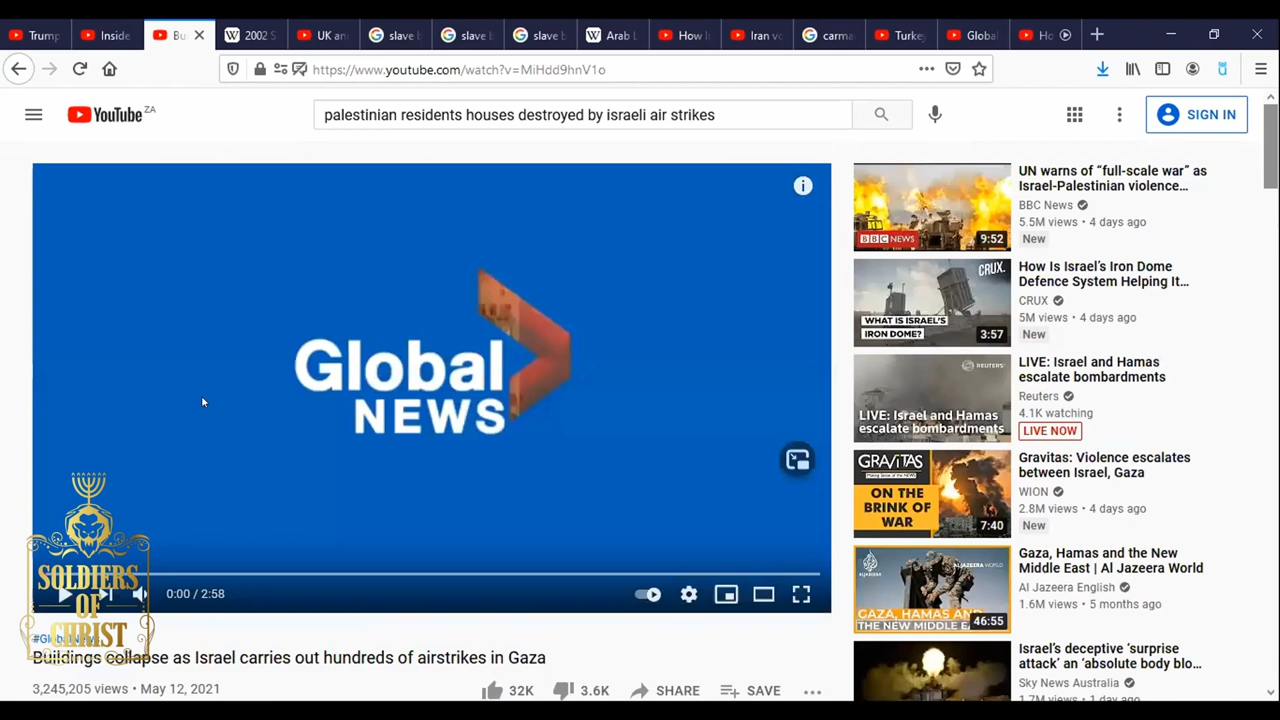 Trump
Inside
Bu
2002 S
UK an
slave b
slave b
slave b
Arab L
How I
Iran v
carma
Turkey
Global
Ho
https://www.youtube.com/watch?v=MiHdd9hnV1o
YouTube ZA
palestinian residents houses destroyed by israeli air strikes
SIGN IN
Global
NEWS
0:00 / 2:58
SOLDIERS
OF
CHRIST
#GlobalNews
Buildings collapse as Israel carries out hundreds of airstrikes in Gaza
3,245,205 views • May 12, 2021
32K
3.6K
SHARE
SAVE
BBC NEWS
9:52
UN warns of “full-scale war” as
Israel-Palestinian violence...
BBC News
5.5M views • 4 days ago
New
CRUX.
WHAT IS ISRAEL'S
IRON DOME?
3:57
How Is Israel’s Iron Dome
Defence System Helping It...
CRUX
5M views • 4 days ago
New
REUTERS
LIVE: Israel and Hamas
escalate bombardments
LIVE: Israel and Hamas
escalate bombardments
Reuters
4.1K watching
LIVE NOW
GRAVITAS
ON THE
BRINK OF
WAR
7:40
Gravitas: Violence escalates
between Israel, Gaza
WION
2.8M views • 4 days ago
New
ALJAZEERA WORLD
GAZA, HAMAS AND
THE NEW MIDDLE EA
46:55
Gaza, Hamas and the New
Middle East | Al Jazeera World
Al Jazeera English
1.6M views • 5 months ago
Israel’s deceptive ‘surprise
attack’ an ‘absolute body blo...
Sky News Australia
1.7M views • 1 day ago